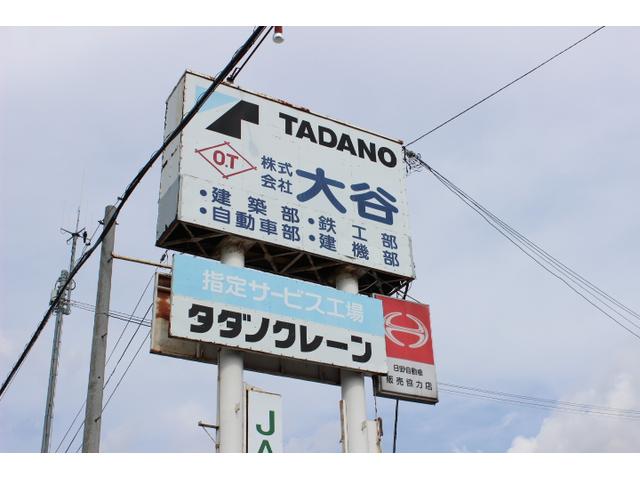 TADANO
O.T
株式会社 大谷
・建築部・鉄工部
・自動車部・建機部
指定サービス工場
タダノクレーン
日野自動車
販売協力店
JA